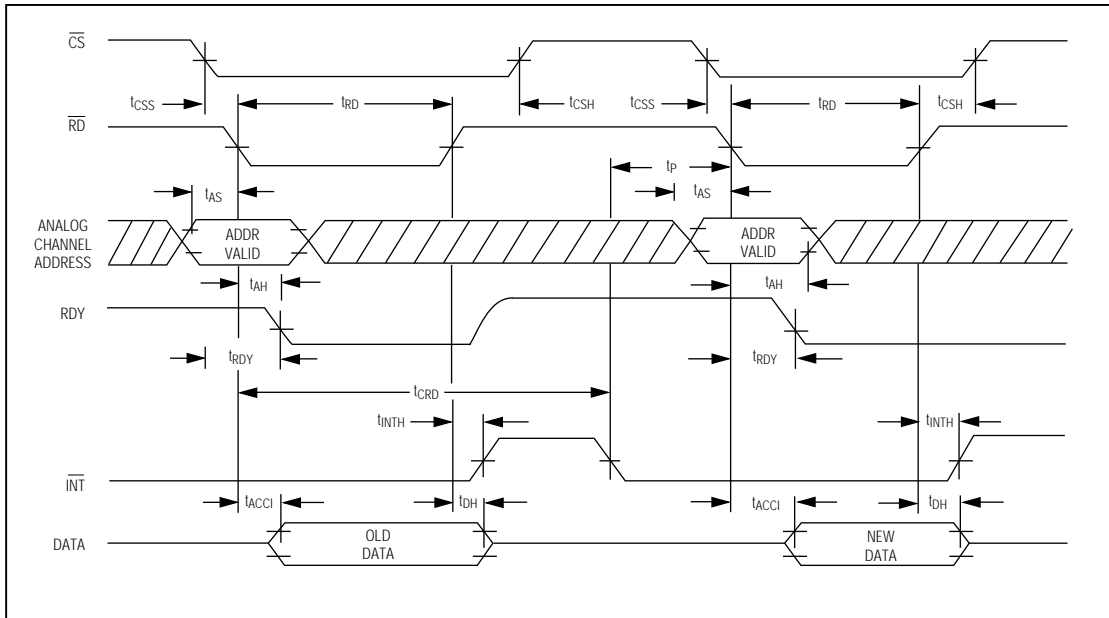 CS
tCSS tRD tCSH tCSS tRD tCSH
RD
tP
tAS tAS
ANALOG
CHANNEL
ADDRESS
ADDR
VALID
ADDR
VALID
tAH tAH
RDY
tRDY tRDY
tCRD
tINTH tINTH
INT
tACCI tDH tACCI tDH
DATA
OLD
DATA
NEW
DATA